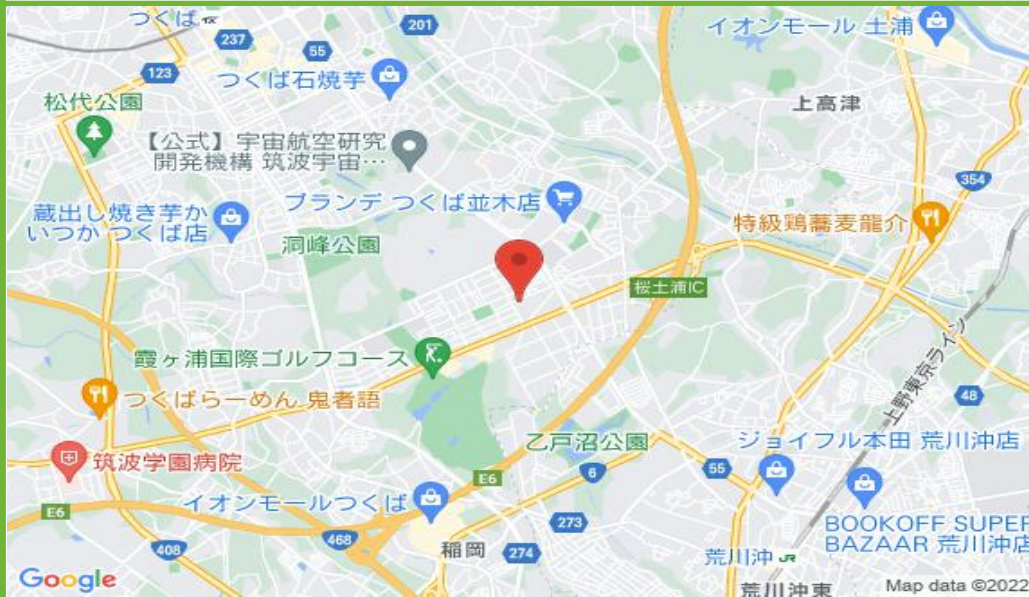 つくば
201
237
55
イオンモール 土浦
123
つくば石焼芋
松代公園
上高津
【公式】宇宙航空研究
開発機構 筑波宇宙…
354
ブランデ つくば並木店
蔵出し焼き芋か
いつか つくば店
特級鶏蕎麦龍介
洞峰公園
桜土浦IC
霞ヶ浦国際ゴルフコース
上野東京ライン
つくばらーめん 鬼者語
48
乙戸沼公園
ジョイフル本田 荒川沖店
筑波学園病院
55
6
E6
イオンモールつくば
E6
273
BOOKOFF SUPER
BAZAAR 荒川沖店
468
408
稲岡
274
荒川沖 JR
Google
荒川沖東
Map data ©2022